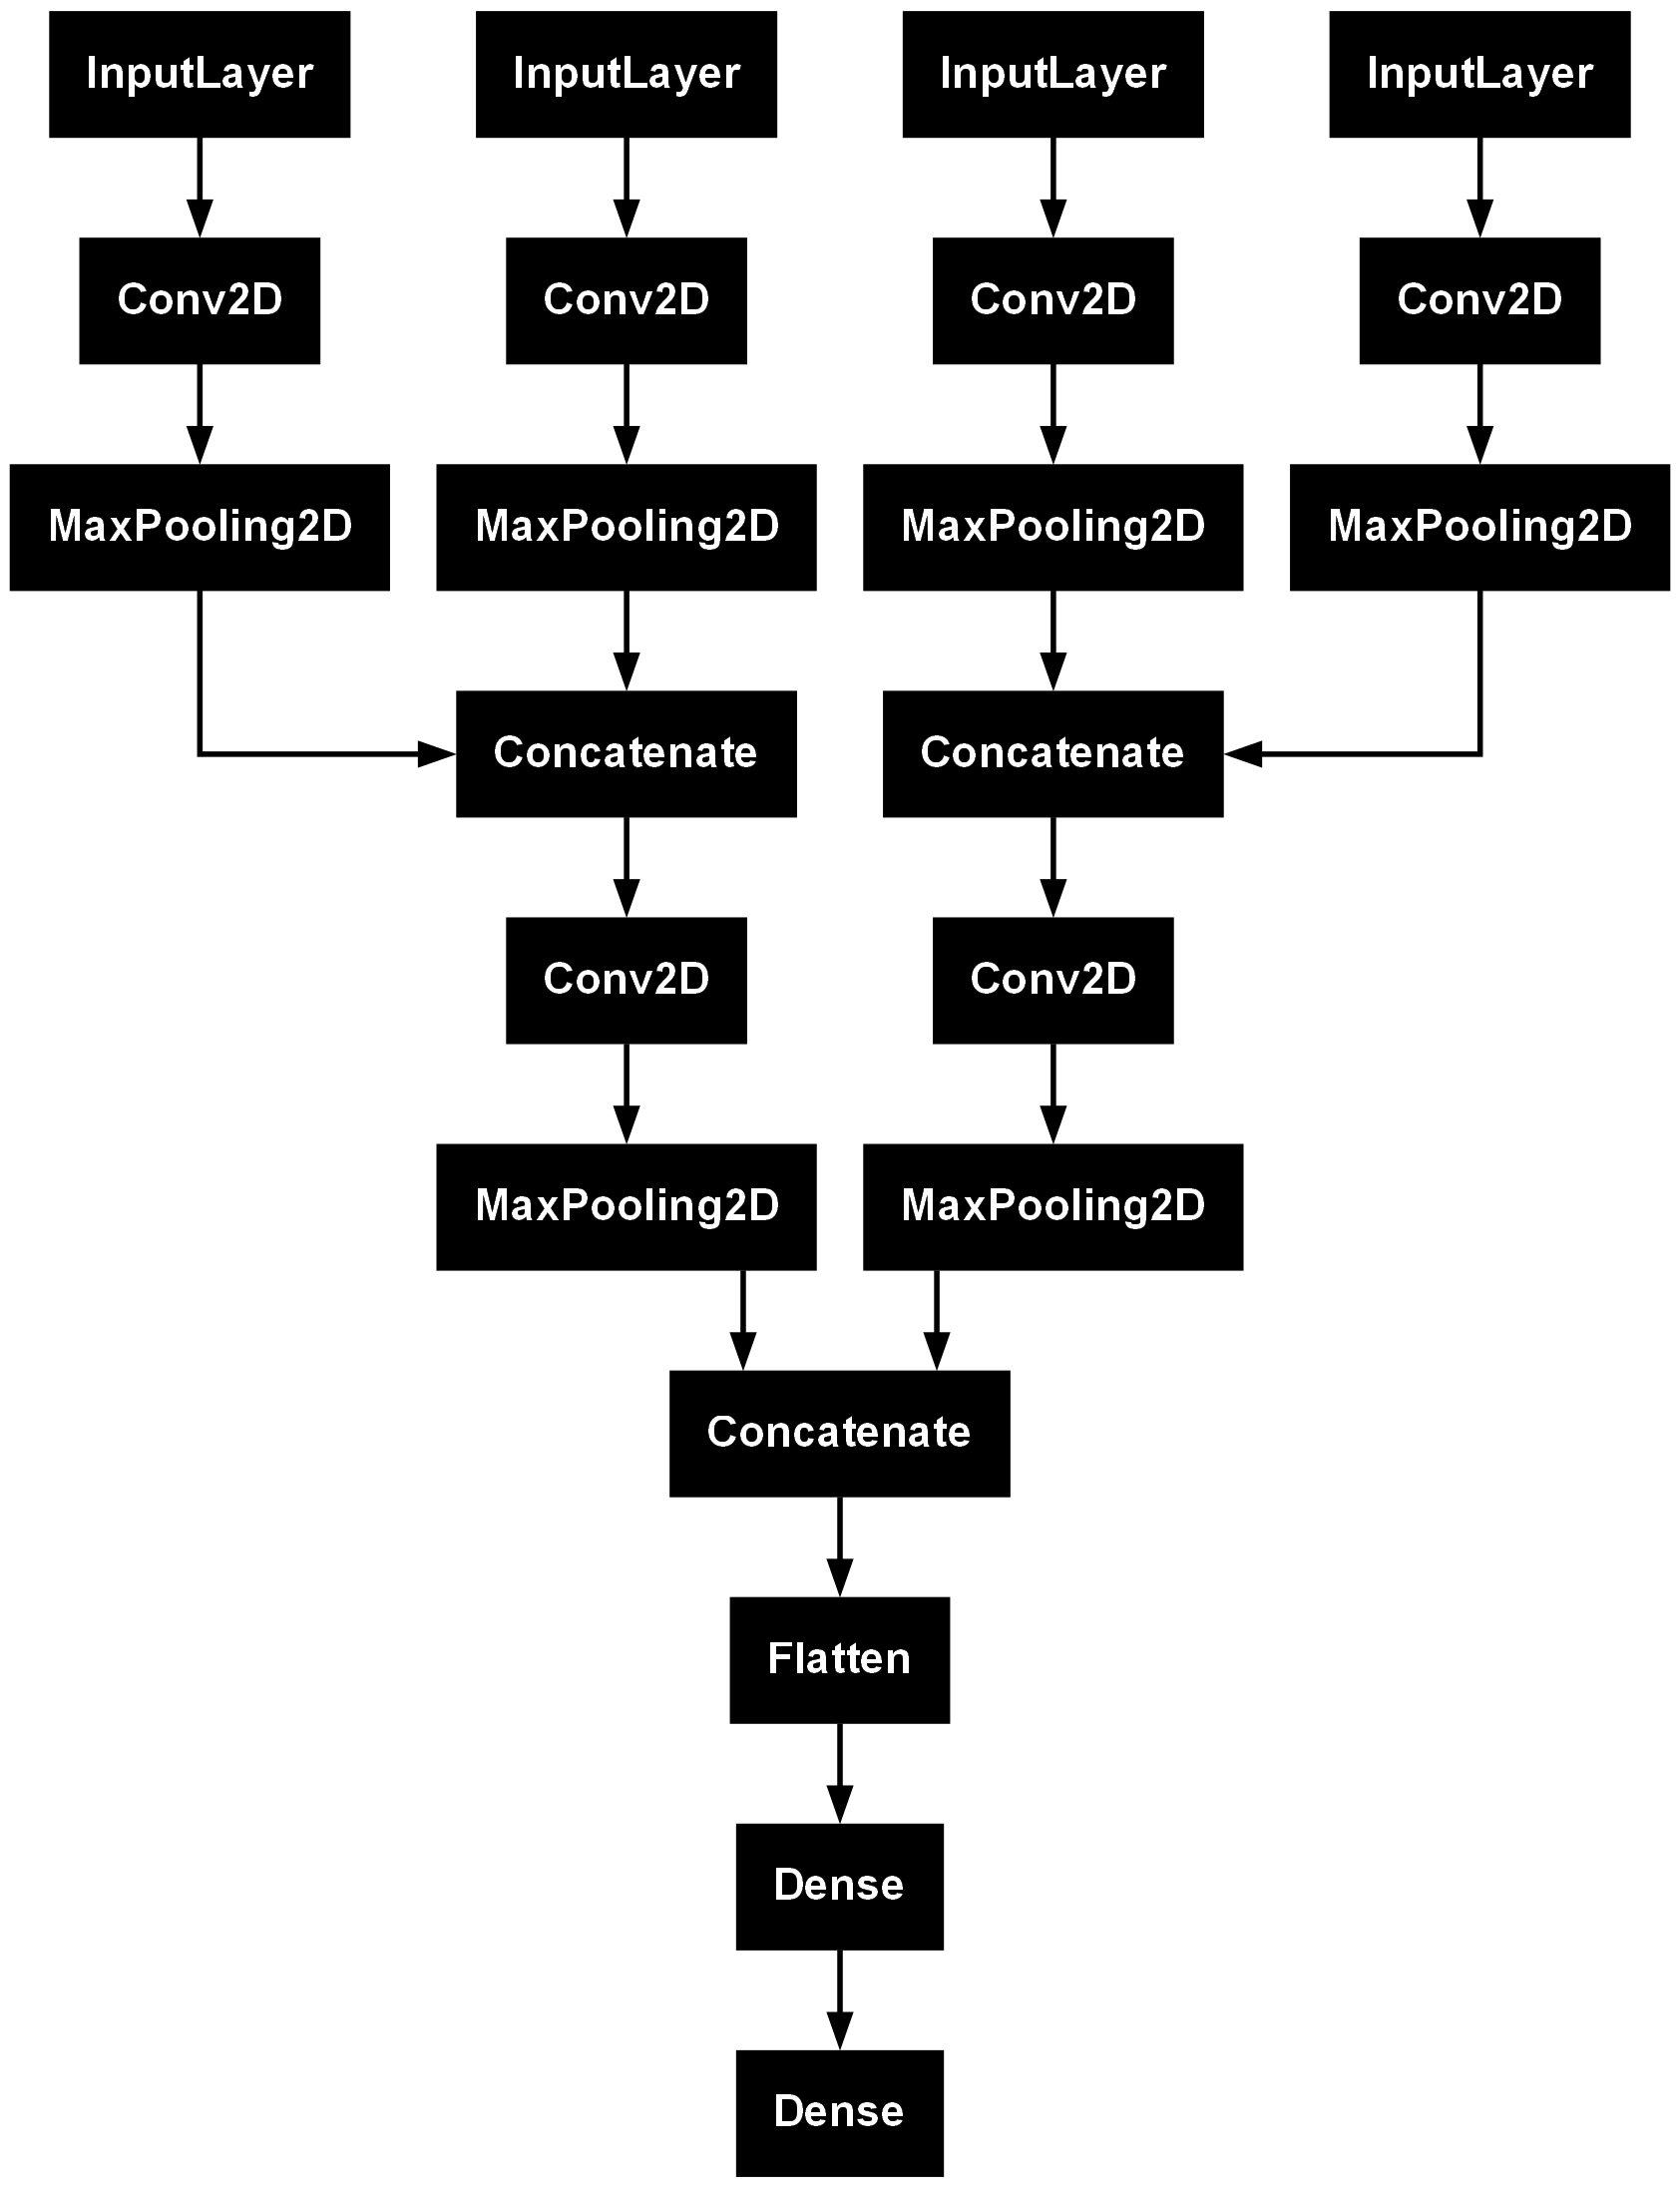 InputLayer
InputLayer
InputLayer
InputLayer
Conv2D
Conv2D
Conv2D
Conv2D
MaxPooling2D
MaxPooling2D
MaxPooling2D
MaxPooling2D
Concatenate
Concatenate
Conv2D
Conv2D
MaxPooling2D
MaxPooling2D
Concatenate
Flatten
Dense
Dense